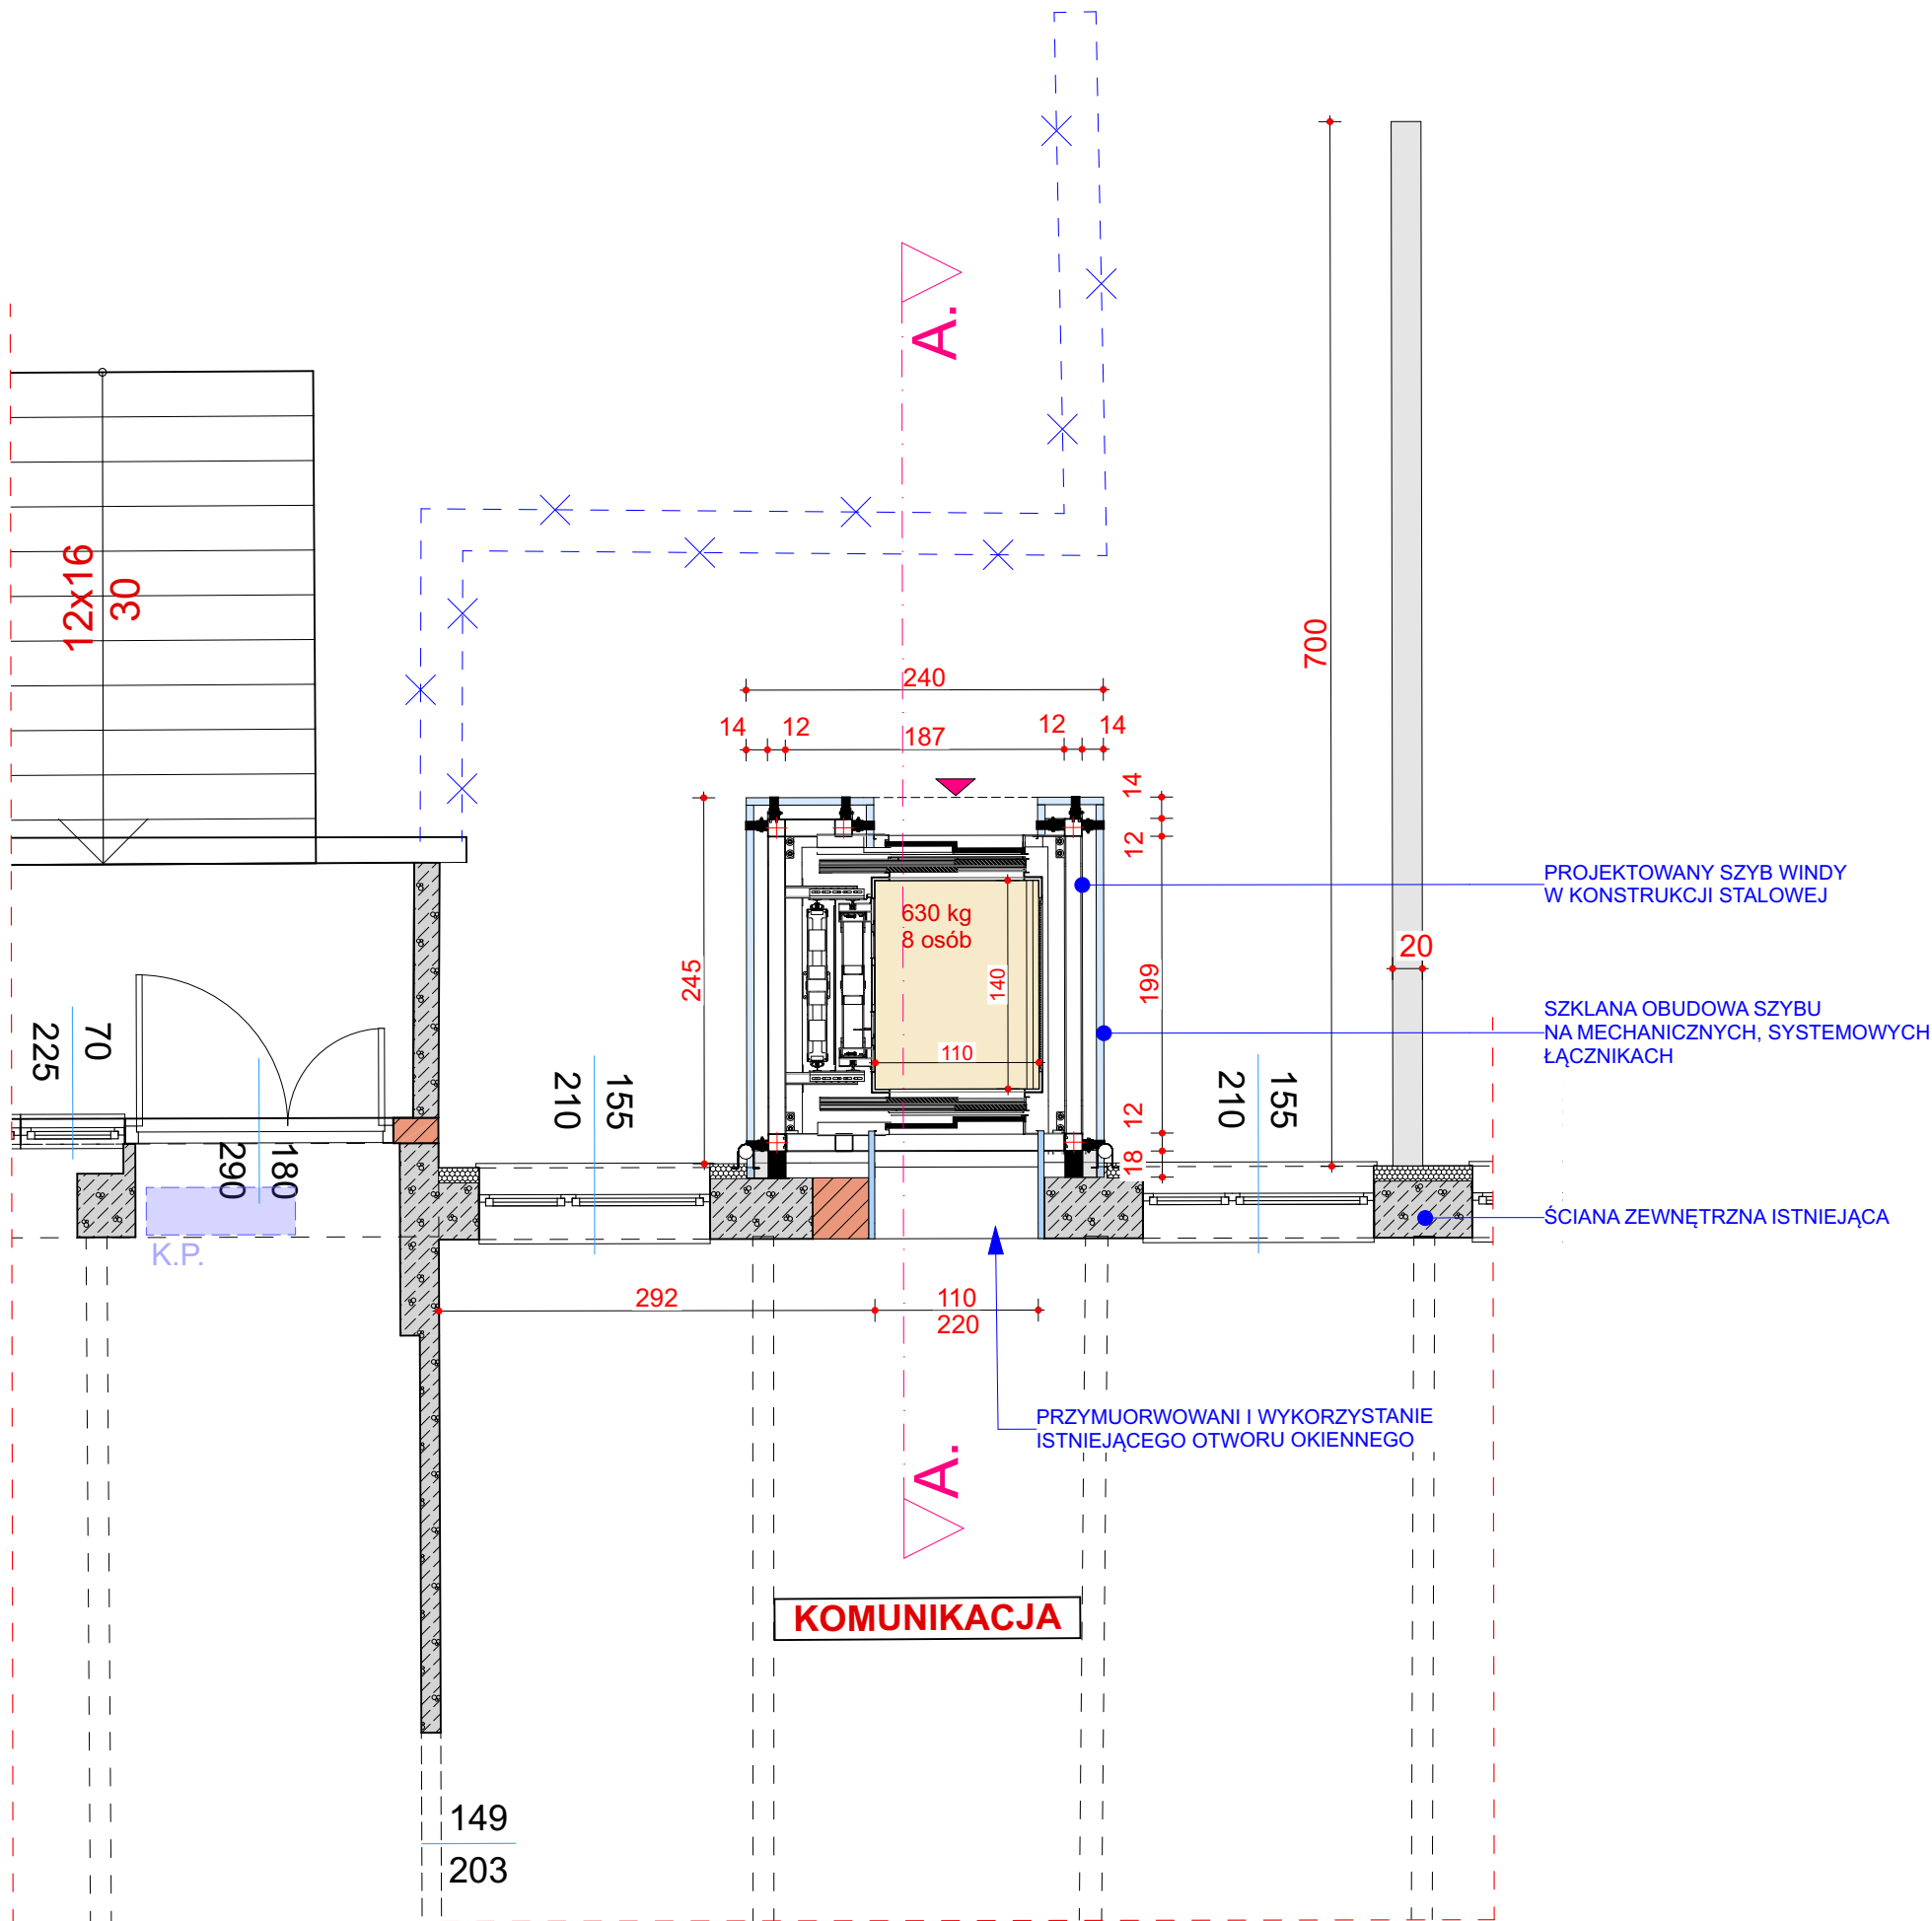 A.
12x16
30
700
240
14
12
187
12
14
14
12
245
630 kg
8 osób
140
110
199
12
18
20
PROJEKTOWANY SZYB WINDY
W KONSTRUKCJI STALOWEJ
SZKLANA OBUDOWA SZYBU
NA MECHANICZNYCH, SYSTEMOWYCH
ŁĄCZNIKACH
70
225
155
210
155
210
180
290
K.P.
ŚCIANA ZEWNĘTRZNA ISTNIEJĄCA
292
110
220
PRZYMUORWOWANI I WYKORZYSTANIE
ISTNIEJĄCEGO OTWORU OKIENNEGO
A.
KOMUNIKACJA
149
203